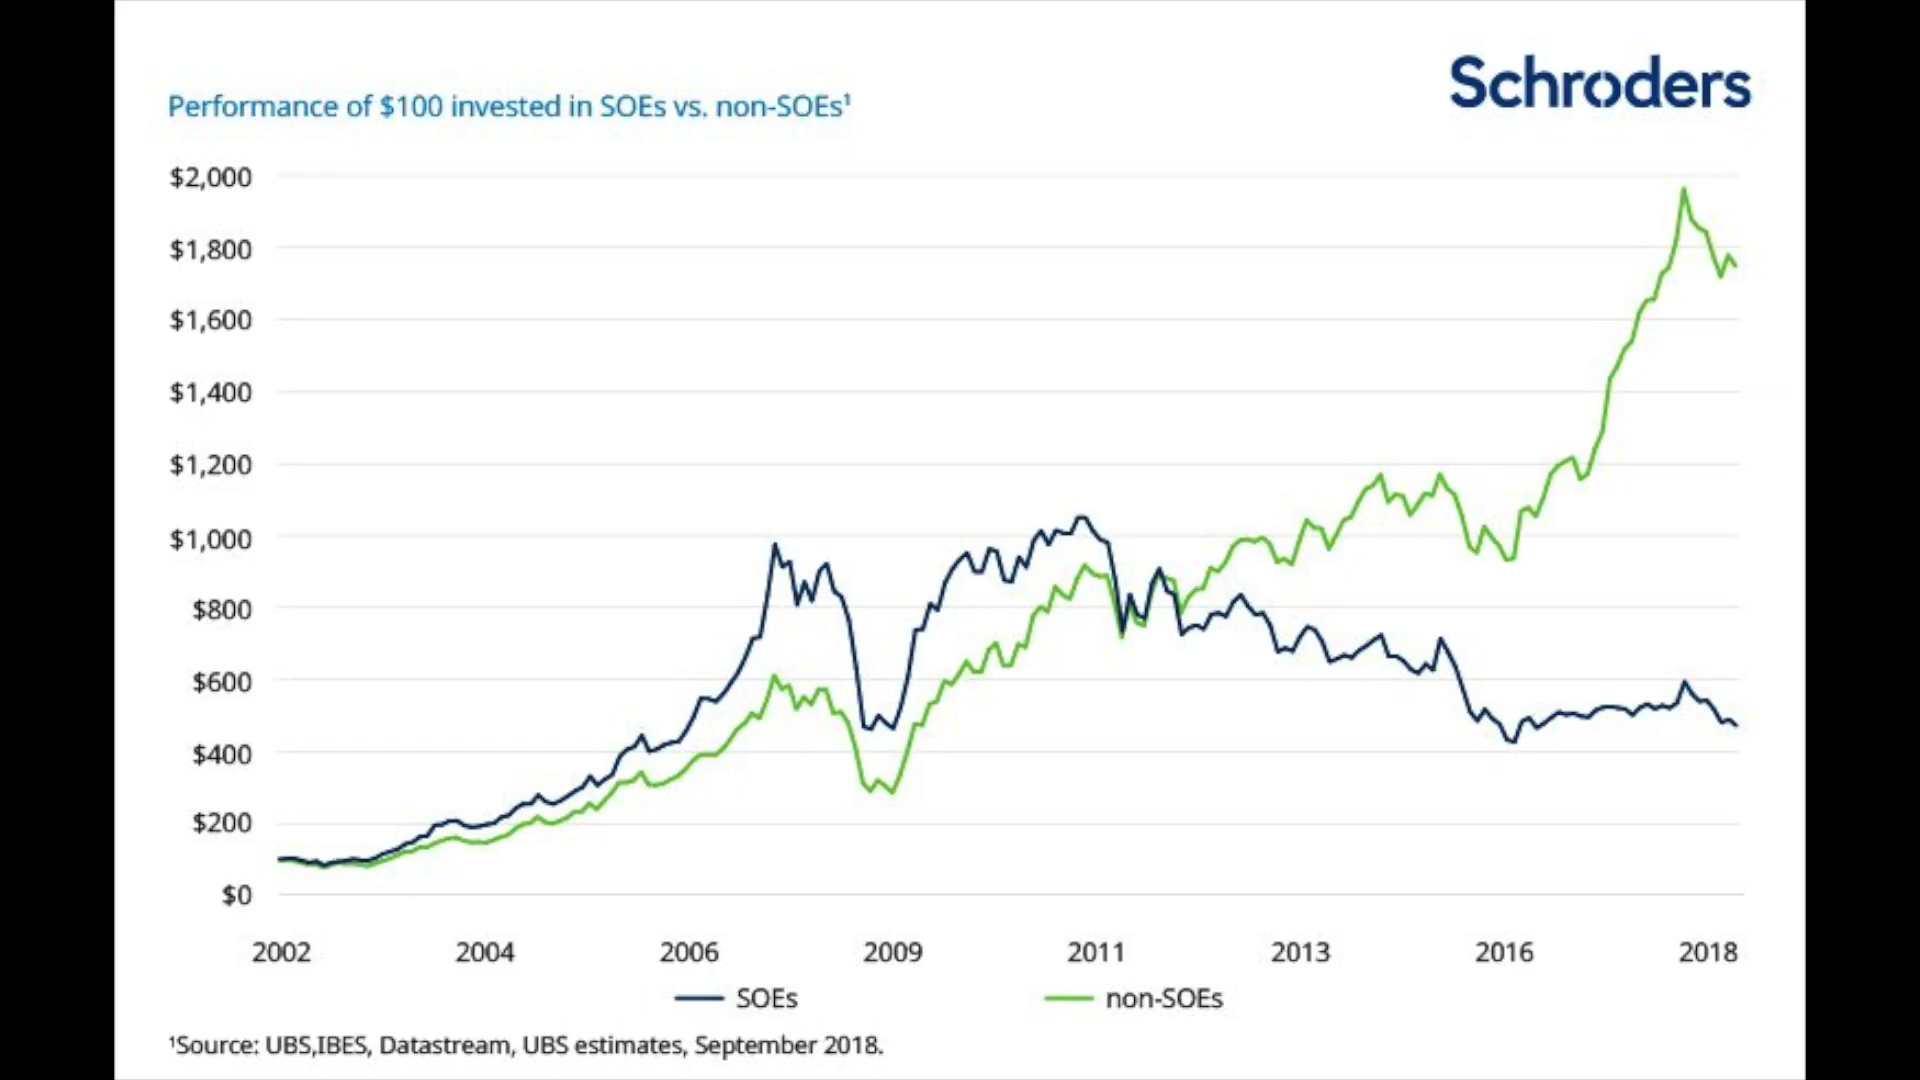 Schroders
Performance of $100 invested in SOEs vs. non-SOEs¹
$2,000
$1,800
$1,600
$1,400
$1,200
$1,000
$800
$600
$400
$200
$0
2002 2004 2006 2009 2011 2013 2016 2018
SOEs non-SOEs
¹Source: UBS,IBES, Datastream, UBS estimates, September 2018.